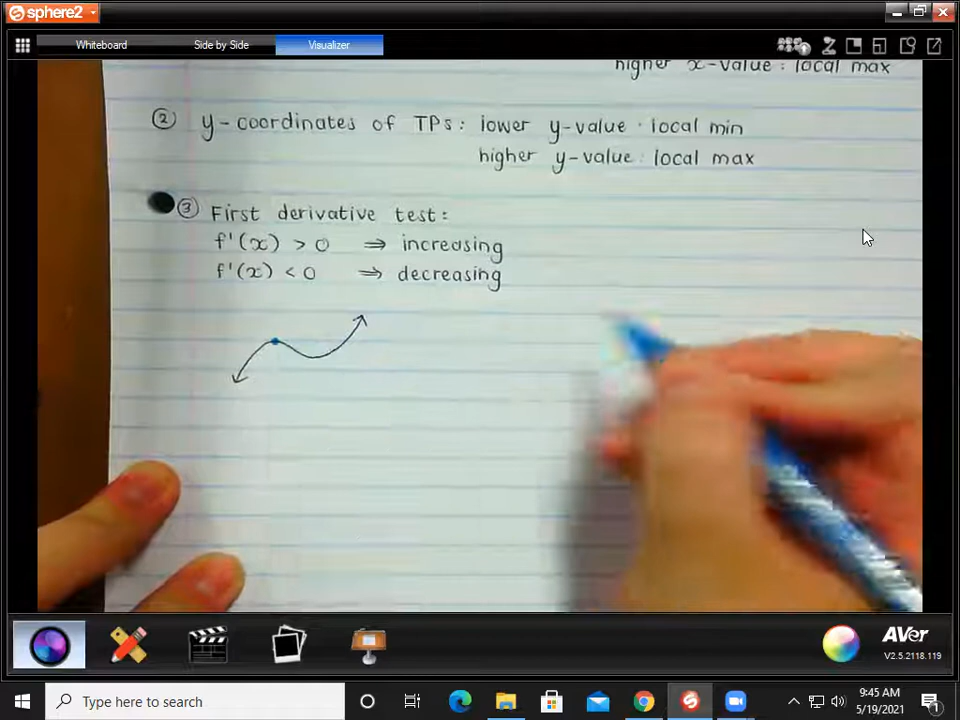 sphere2
Whiteboard
Side by Side
Visualizer
higher x-value : local max
② y-coordinates of TPs: lower y-value : local min
higher y-value : local max
③ First derivative test:
f'(x) > 0 ⇒ increasing
f'(x) < 0 ⇒ decreasing
AVer
V2.5.2118.119
Type here to search
9:45 AM
5/19/2021
1